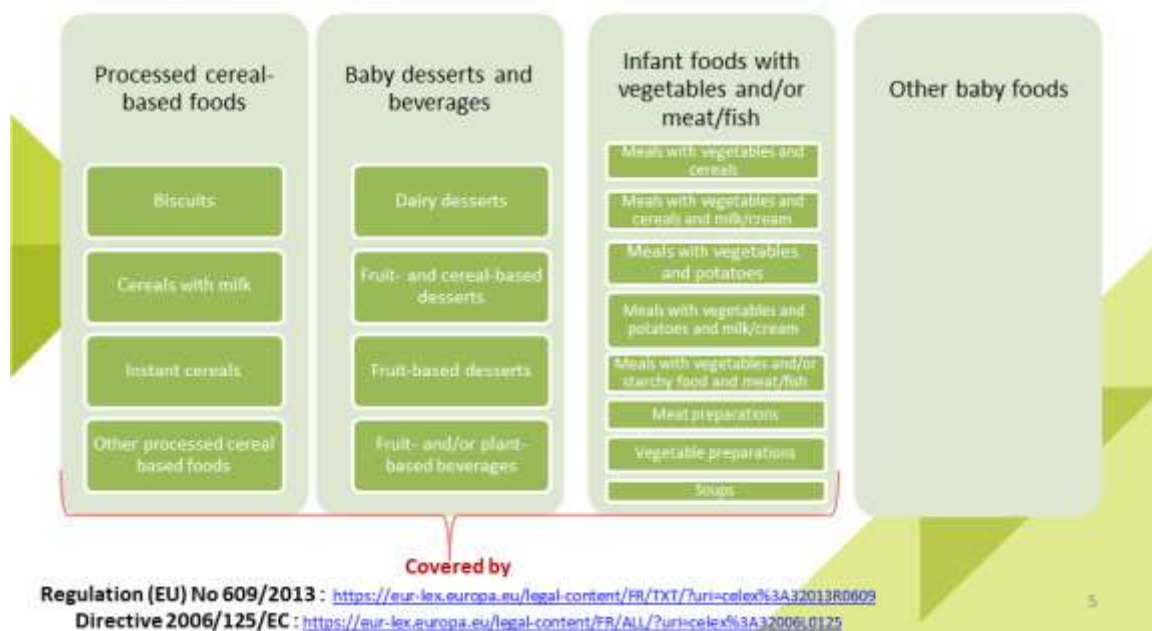 Processed cereal-
based foods
Biscuits
Cereals with milk
Instant cereals
Other processed cereal
based foods
Baby desserts and
beverages
Dairy desserts
Fruit- and cereal-based
desserts
Fruit-based desserts
Fruit- and/or plant-
based beverages
Infant foods with
vegetables and/or
meat/fish
Meals with vegetables and
cereals
Meals with vegetables and
cereals and milk/cream
Meals with vegetables
and potatoes
Meals with vegetables and
potatoes and milk/cream
Meals with vegetables and/or
starchy food and meat/fish
Meat preparations
Vegetable preparations
Soups
Other baby foods
Covered by
Regulation (EU) No 609/2013 : https://eur-lex.europa.eu/legal-content/FR/TXT/?uri=celex%3A32013R0609
Directive 2006/125/EC : https://eur-lex.europa.eu/legal-content/FR/ALL/?uri=celex%3A32006L0125
5